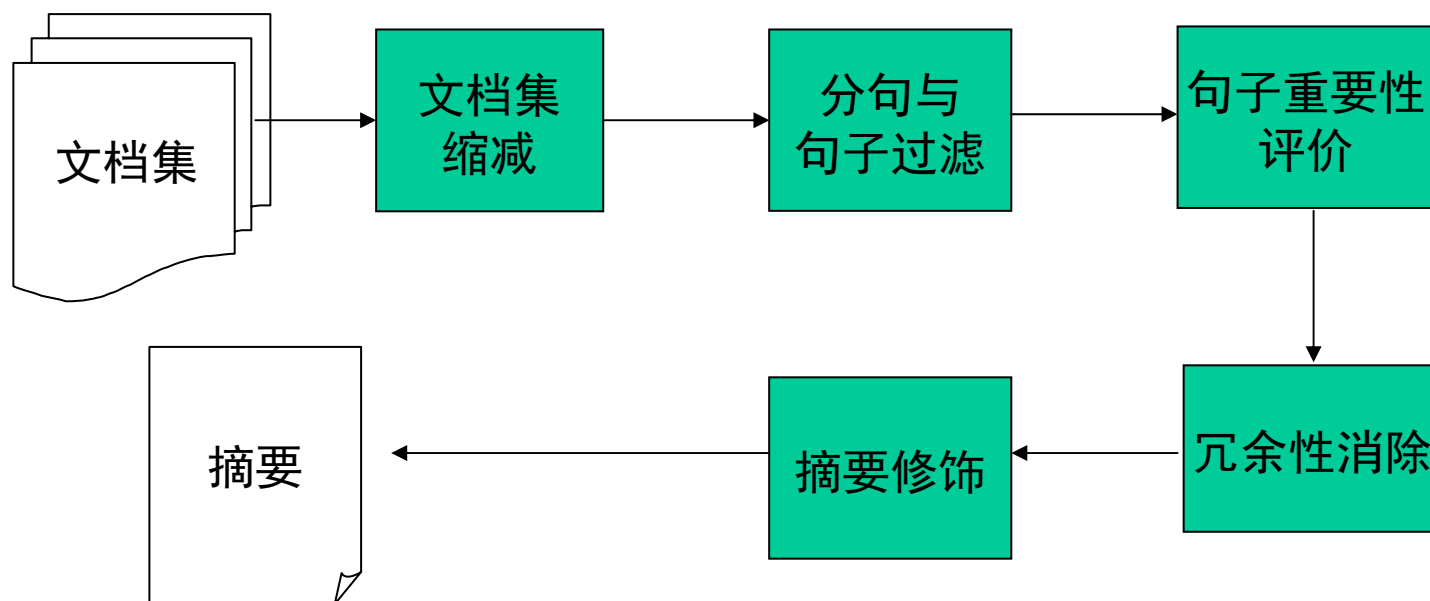 文档集
文档集
缩减
分句与
句子过滤
句子重要性
评价
冗余性消除
摘要修饰
摘要